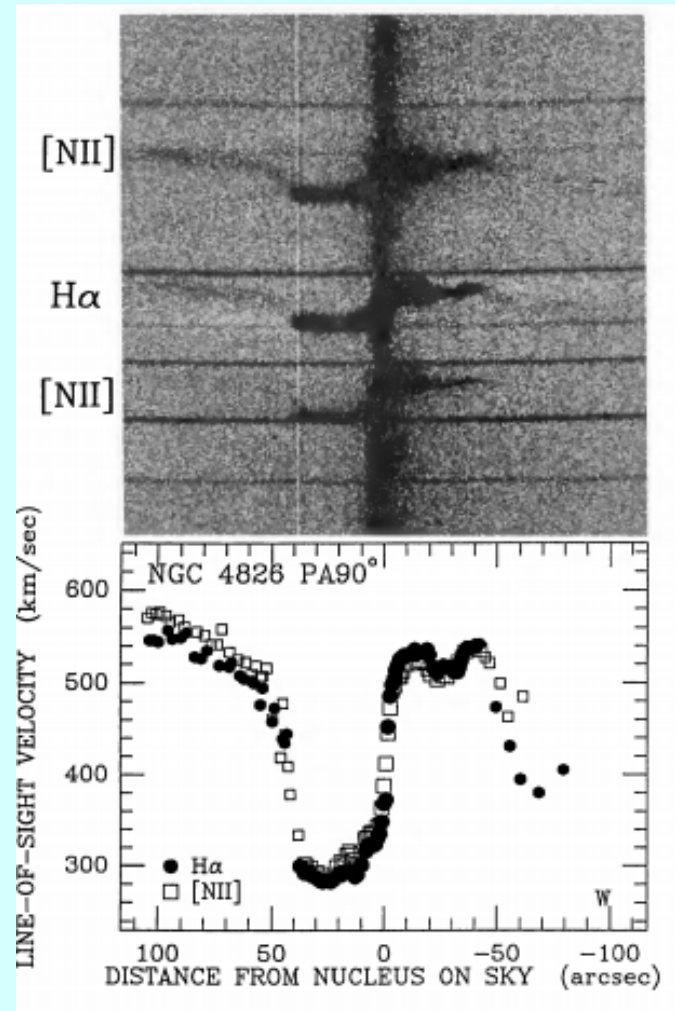 [NII]
Hα
[NII]
NGC 4826 PA90°
LINE-OF-SIGHT VELOCITY (km/sec)
600
500
400
300
● Hα
□ [NII]
W
100 50 0 -50 -100
DISTANCE FROM NUCLEUS ON SKY (arcsec)